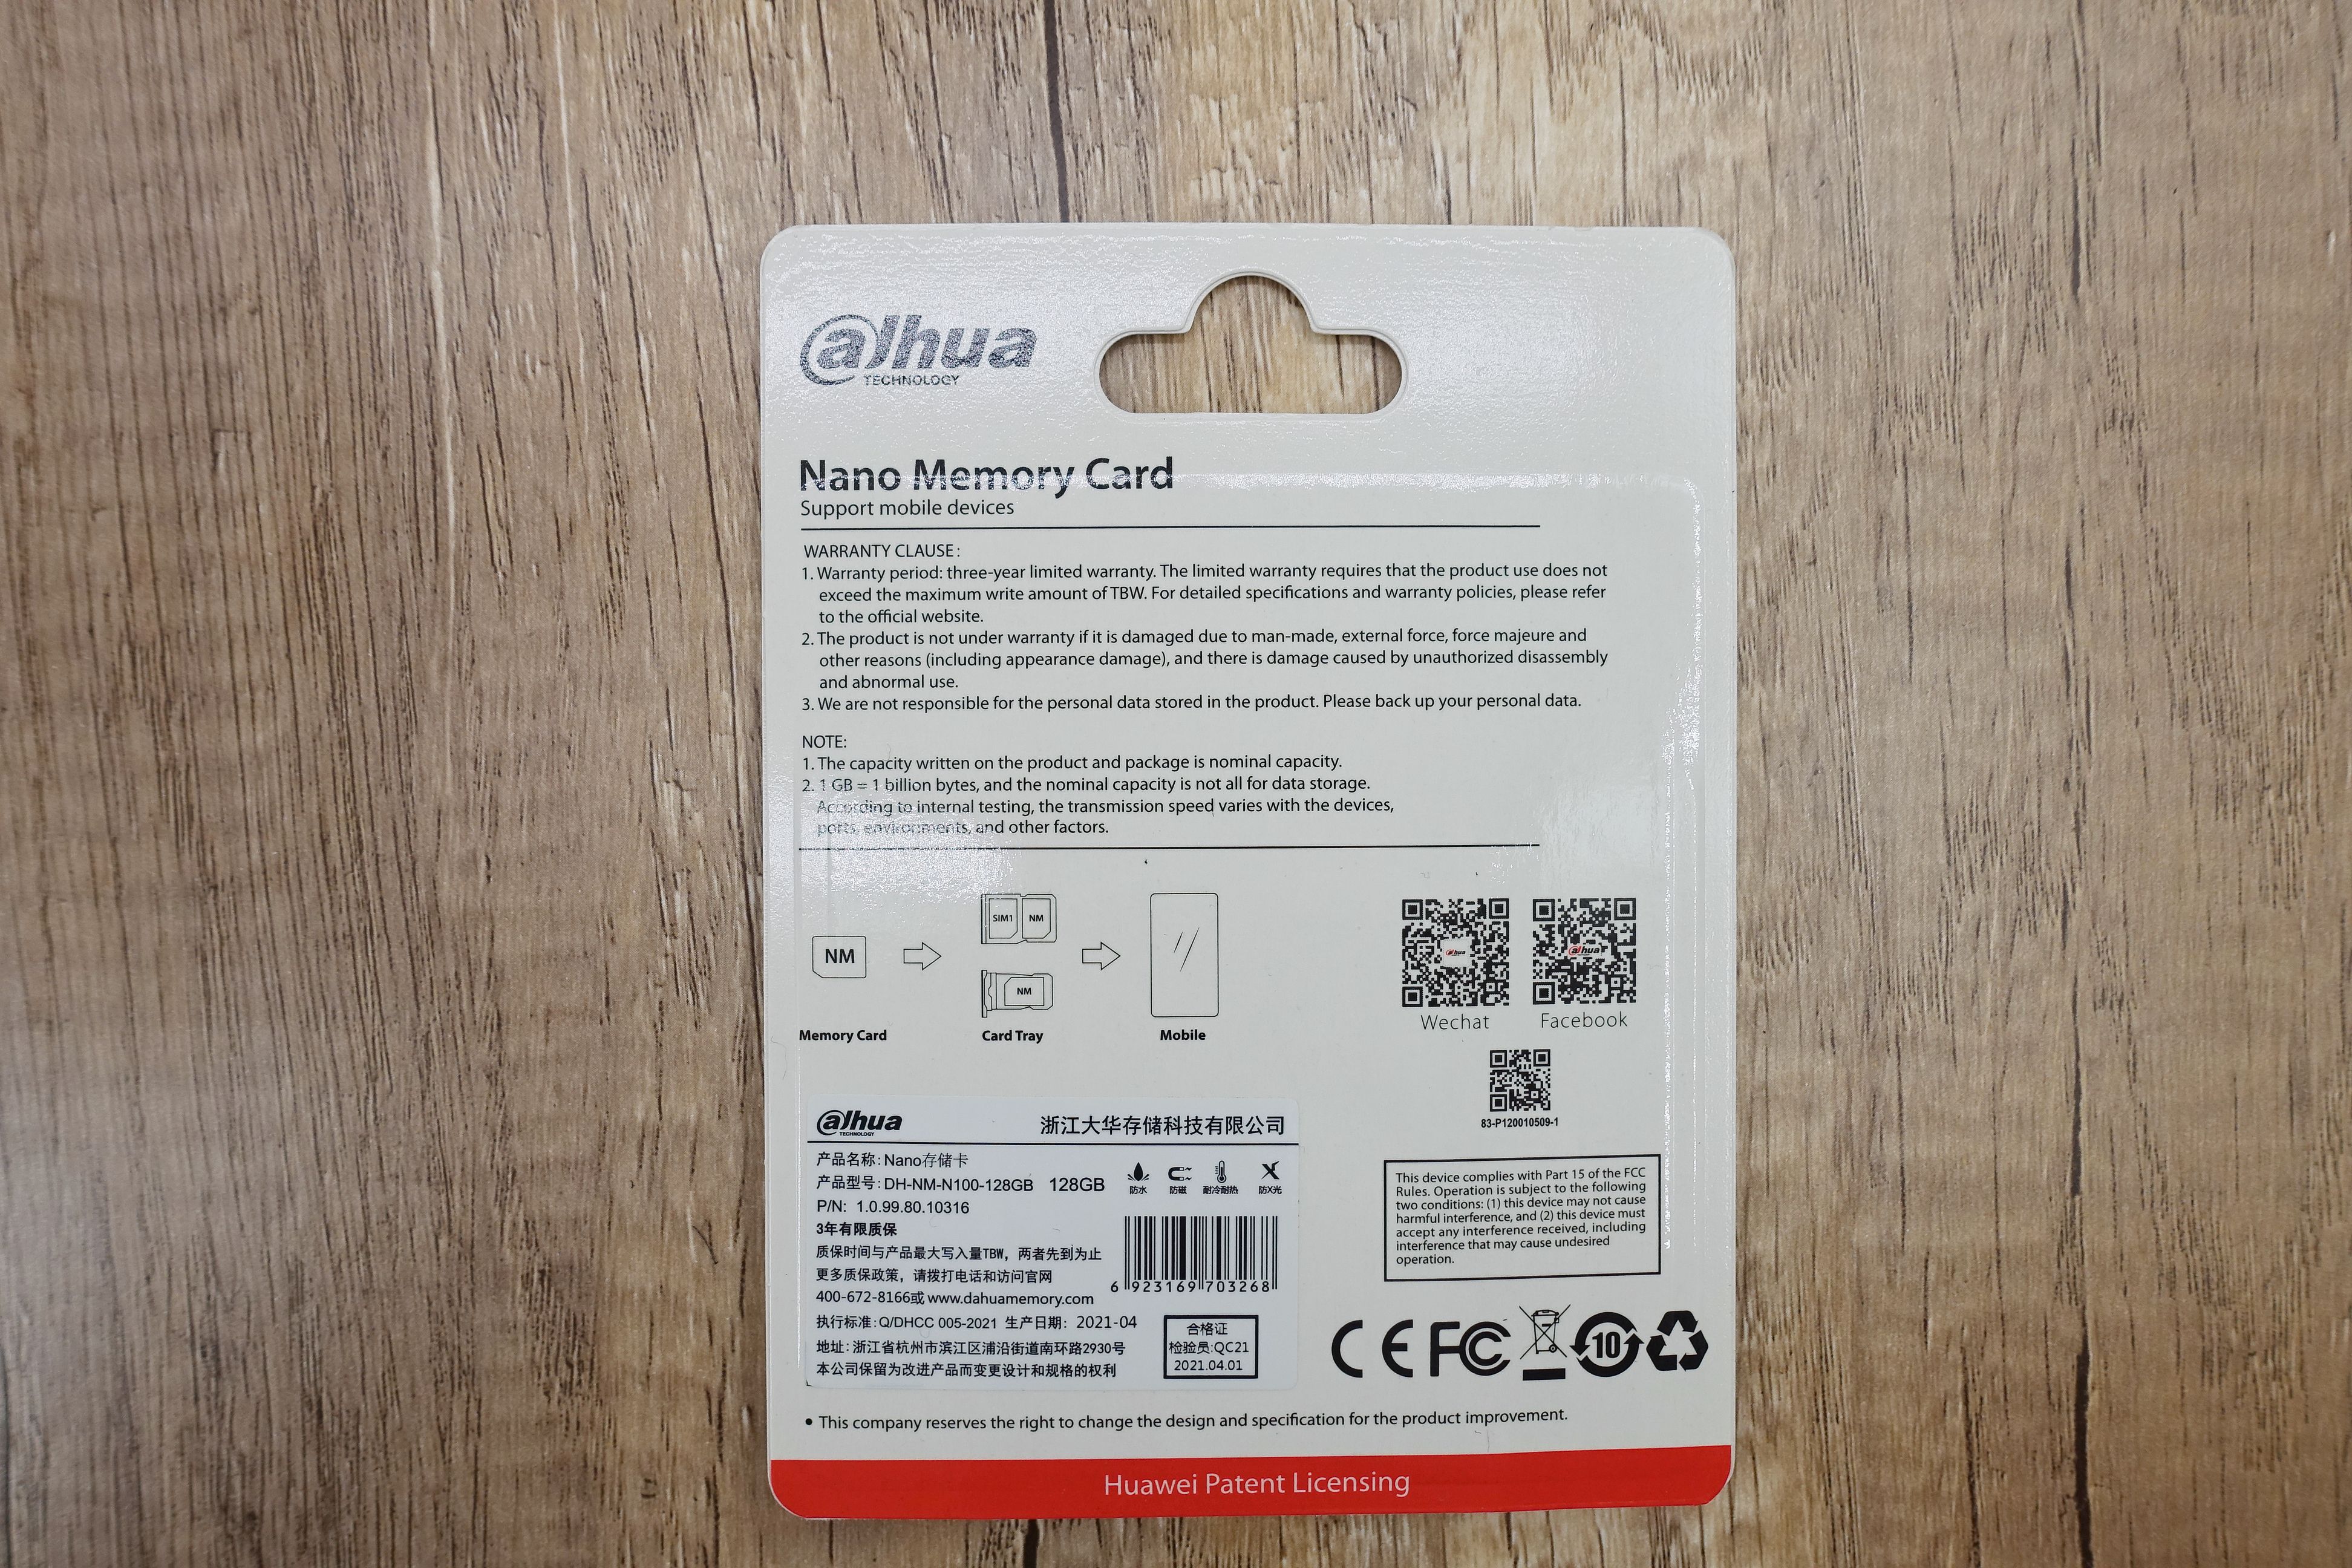 alhua
TECHNOLOGY
Nano Memory Card
Support mobile devices
WARRANTY CLAUSE:
1. Warranty period: three-year limited warranty. The limited warranty requires that the product use does not
exceed the maximum write amount of TBW. For detailed specifications and warranty policies, please refer
to the official website.
2. The product is not under warranty if it is damaged due to man-made, external force, force majeure and
other reasons (including appearance damage), and there is damage caused by unauthorized disassembly
and abnormal use.
3. We are not responsible for the personal data stored in the product. Please back up your personal data.
NOTE:
1. The capacity written on the product and package is nominal capacity.
2. 1 GB = 1 billion bytes, and the nominal capacity is not all for data storage.
According to internal testing, the transmission speed varies with the devices,
ports, environments, and other factors.
NM
SIM1 NM
NM
Memory Card
Card Tray
Mobile
alhua
alhua
Wechat
Facebook
83-P120010509-1
alhua
TECHNOLOGY
浙江大华存储科技有限公司
产品名称: Nano存储卡
产品型号: DH-NM-N100-128GB 128GB
P/N: 1.0.99.80.10316
防水 防磁 耐冷耐热 防X光
3年有限质保
质保时间与产品最大写入量TBW，两者先到为止
更多质保政策，请拨打电话和访问官网
400-672-8166或 www.dahuamemory.com
6 923169 703268
执行标准: Q/DHCC 005-2021 生产日期: 2021-04
地址: 浙江省杭州市滨江区浦沿街道南环路2930号
本公司保留为改进产品而变更设计和规格的权利
合格证
检验员:QC21
2021.04.01
This device complies with Part 15 of the FCC
Rules. Operation is subject to the following
two conditions: (1) this device may not cause
harmful interference, and (2) this device must
accept any interference received, including
interference that may cause undesired
operation.
CE FC 10
• This company reserves the right to change the design and specification for the product improvement.
Huawei Patent Licensing